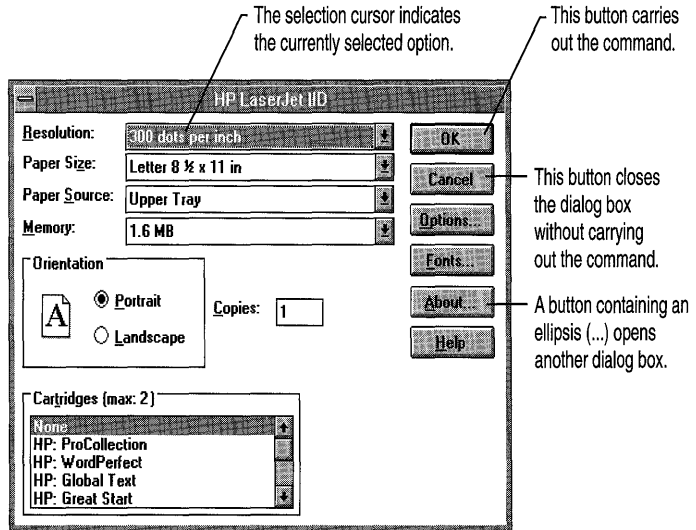 The selection cursor indicates
the currently selected option.
This button carries
out the command.
HP LaserJet IID
Resolution: 300 dots per inch
OK
Paper Size: Letter 8 ½ x 11 in
Cancel
Paper Source: Upper Tray
Options...
Memory: 1.6 MB
Fonts...
This button closes
the dialog box
without carrying
out the command.
Orientation
A
Portrait
Landscape
Copies: 1
About...
Help
A button containing an
ellipsis (...) opens
another dialog box.
Cartridges (max: 2)
None
HP: ProCollection
HP: WordPerfect
HP: Global Text
HP: Great Start